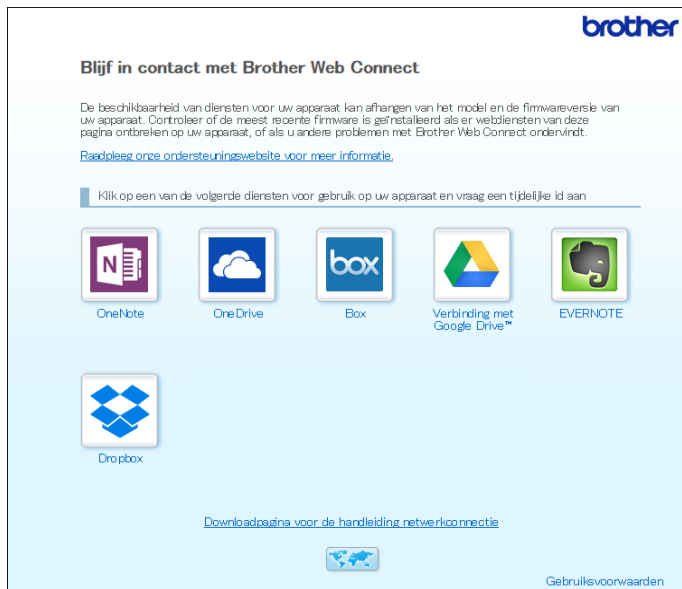 brother
Blijf in contact met Brother Web Connect
De beschikbaarheid van diensten voor uw apparaat kan afhangen van het model en de firmwareversie van
uw apparaat. Controleer of de meest recente firmware is geïnstalleerd als er webdiensten van deze
pagina ontbreken op uw apparaat, of als u andere problemen met Brother Web Connect ondervindt.
Raadpleeg onze ondersteuningswebsite voor meer informatie.
Klik op een van de volgende diensten voor gebruik op uw apparaat en vraag een tijdelijke id aan
N
box
OneNote
OneDrive
Box
Verbinding met
Google Drive™
EVERNOTE
Dropbox
Downloadpagina voor de handleiding netwerkconnectie
Gebruiksvoorwaarden